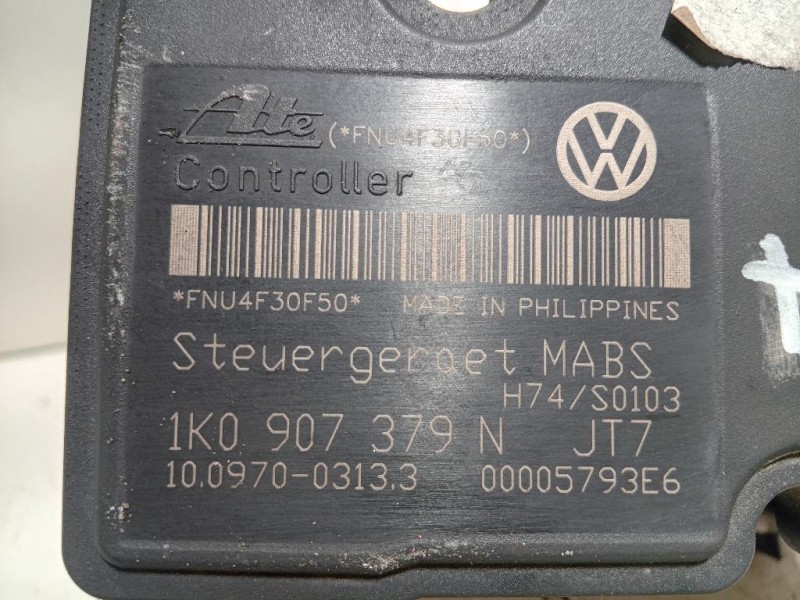 Ate (*FNU4F30F50*)
Controller
*FNU4F30F50* MADE IN PHILIPPINES
Steuergeraet MABS
H74/S0103
1K0 907 379 N JT7
10.0970-0313.3 00005793E6